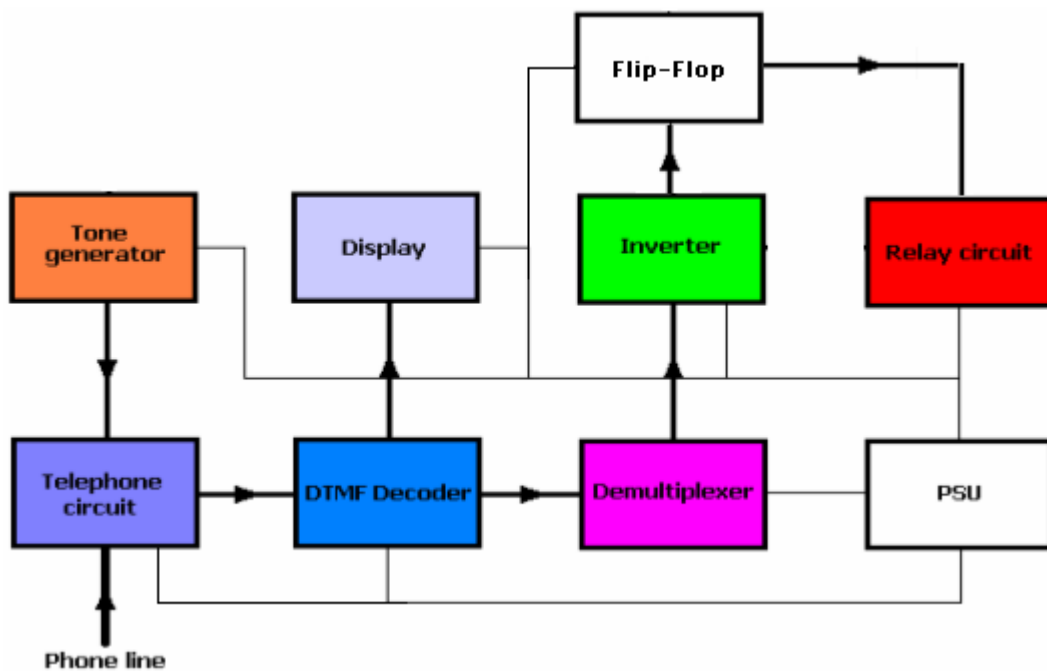 Flip-Flop
Tone
generator
Display
Inverter
Relay circuit
Telephone
circuit
DTMF Decoder
Demultiplexer
PSU
Phone line